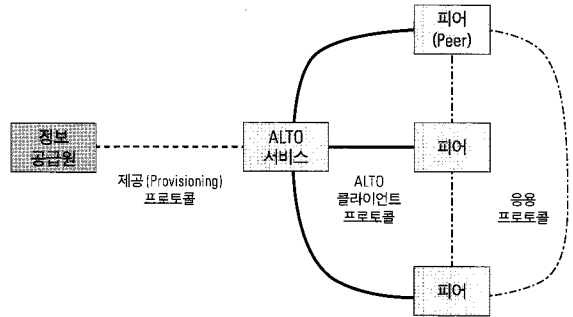 피어
(Peer)
정보
공급원
ALTO
서비스
피어
제공(Provisioning)
프로토콜
ALTO
클라이언트
프로토콜
응용
프로토콜
피어